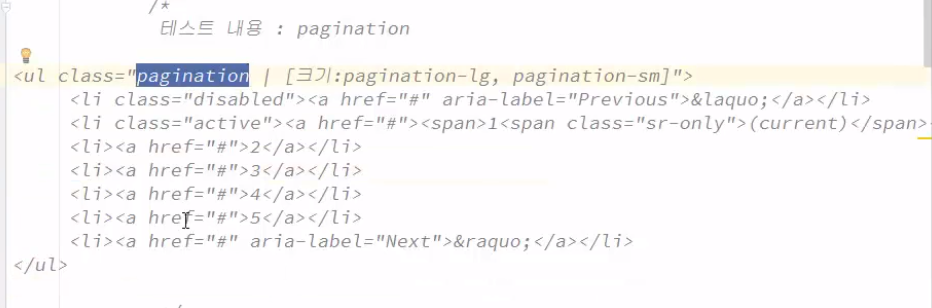 /*
테스트 내용 : pagination
<ul class="pagination | [크기:pagination-lg, pagination-sm]">
<li class="disabled"><a href="#" aria-label="Previous">&laquo;</a></li>
<li class="active"><a href="#"><span>1<span class="sr-only">(current)</span>
<li><a href="#">2</a></li>
<li><a href="#">3</a></li>
<li><a href="#">4</a></li>
<li><a href="#">5</a></li>
<li><a href="#" aria-label="Next">&raquo;</a></li>
</ul>